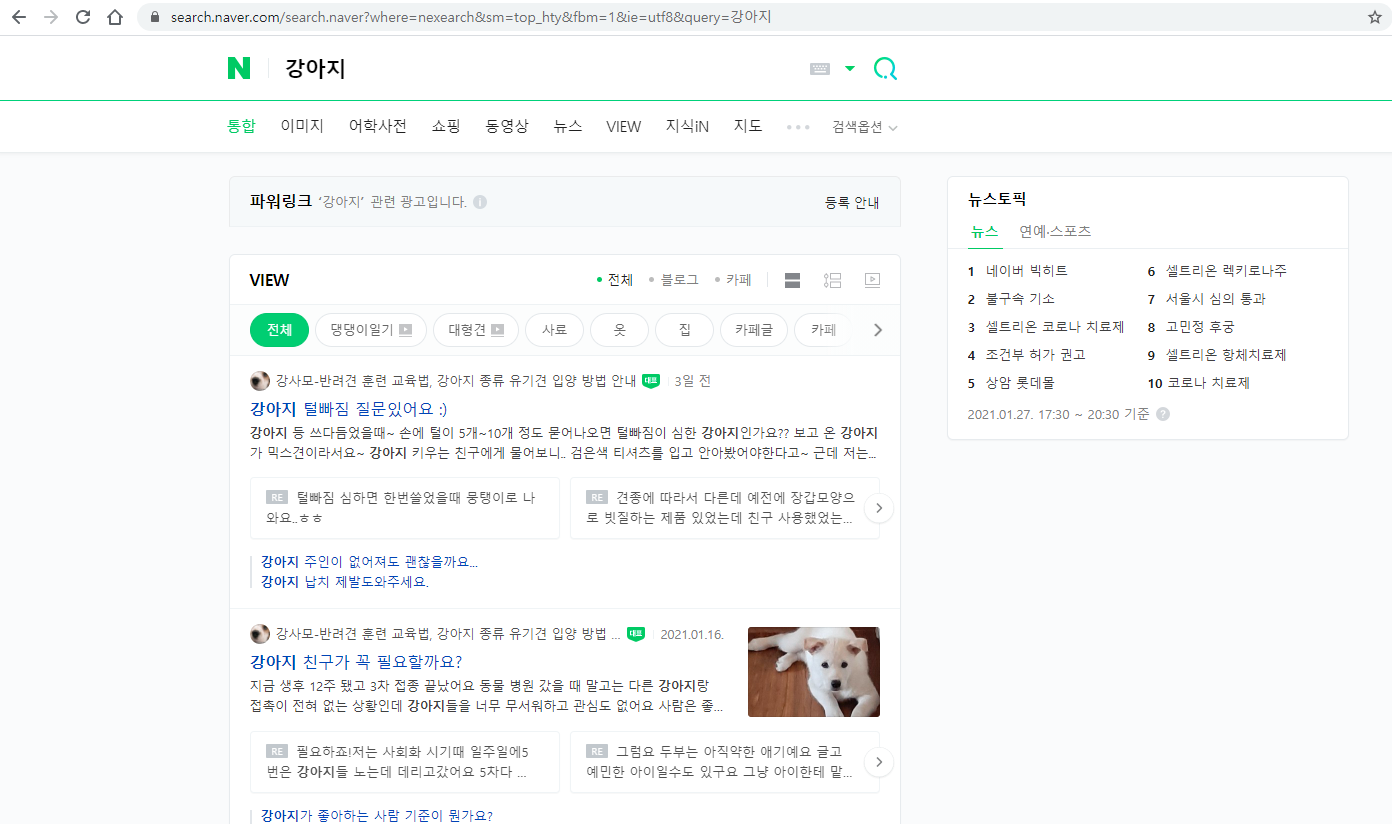 search.naver.com/search.naver?where=nexearch&sm=top_hty&fbm=1&ie=utf8&query=강아지
N 강아지
통합 이미지 어학사전 쇼핑 동영상 뉴스 VIEW 지식iN 지도 검색옵션
파워링크 '강아지' 관련 광고입니다. 등록 안내
VIEW 전체 블로그 카페
전체 댕댕이일기 대형견 사료 옷 집 카페글 카페
강사모-반려견 훈련 교육법, 강아지 종류 유기견 입양 방법 안내 대표 3일 전
강아지 털빠짐 질문있어요 :)
강아지 등 쓰다듬었을때~ 손에 털이 5개~10개 정도 묻어나오면 털빠짐이 심한 강아지인가요?? 보고 온 강아지
가 믹스견이라서요~ 강아지 키우는 친구에게 물어보니.. 검은색 티셔츠를 입고 안아봤어야한다고~ 근데 저는...
RE 털빠짐 심하면 한번쓸었을때 뭉탱이로 나
와요..ㅎㅎ
RE 견종에 따라서 다른데 예전에 장갑모양으
로 빗질하는 제품 있었는데 친구 사용했었는...
강아지 주인이 없어져도 괜찮을까요...
강아지 납치 제발도와주세요.
강사모-반려견 훈련 교육법, 강아지 종류 유기견 입양 방법 ... 대표 2021.01.16.
강아지 친구가 꼭 필요할까요?
지금 생후 12주 됐고 3차 접종 끝났어요 동물 병원 갔을 때 말고는 다른 강아지랑
접촉이 전혀 없는 상황인데 강아지들을 너무 무서워하고 관심도 없어요 사람은 좋...
RE 필요하죠!저는 사회화 시기때 일주일에5
번은 강아지들 노는데 데리고갔어요 5차다 ...
RE 그럼요 두부는 아직약한 애기예요 글고
예민한 아이일수도 있구요 그냥 아이한테 맡...
강아지가 좋아하는 사람 기준이 뭔가요?
뉴스토픽
뉴스 연예·스포츠
1 네이버 빅히트
2 불구속 기소
3 셀트리온 코로나 치료제
4 조건부 허가 권고
5 상암 롯데몰
6 셀트리온 렉키로나주
7 서울시 심의 통과
8 고민정 후궁
9 셀트리온 항체치료제
10 코로나 치료제
2021.01.27. 17:30 ~ 20:30 기준